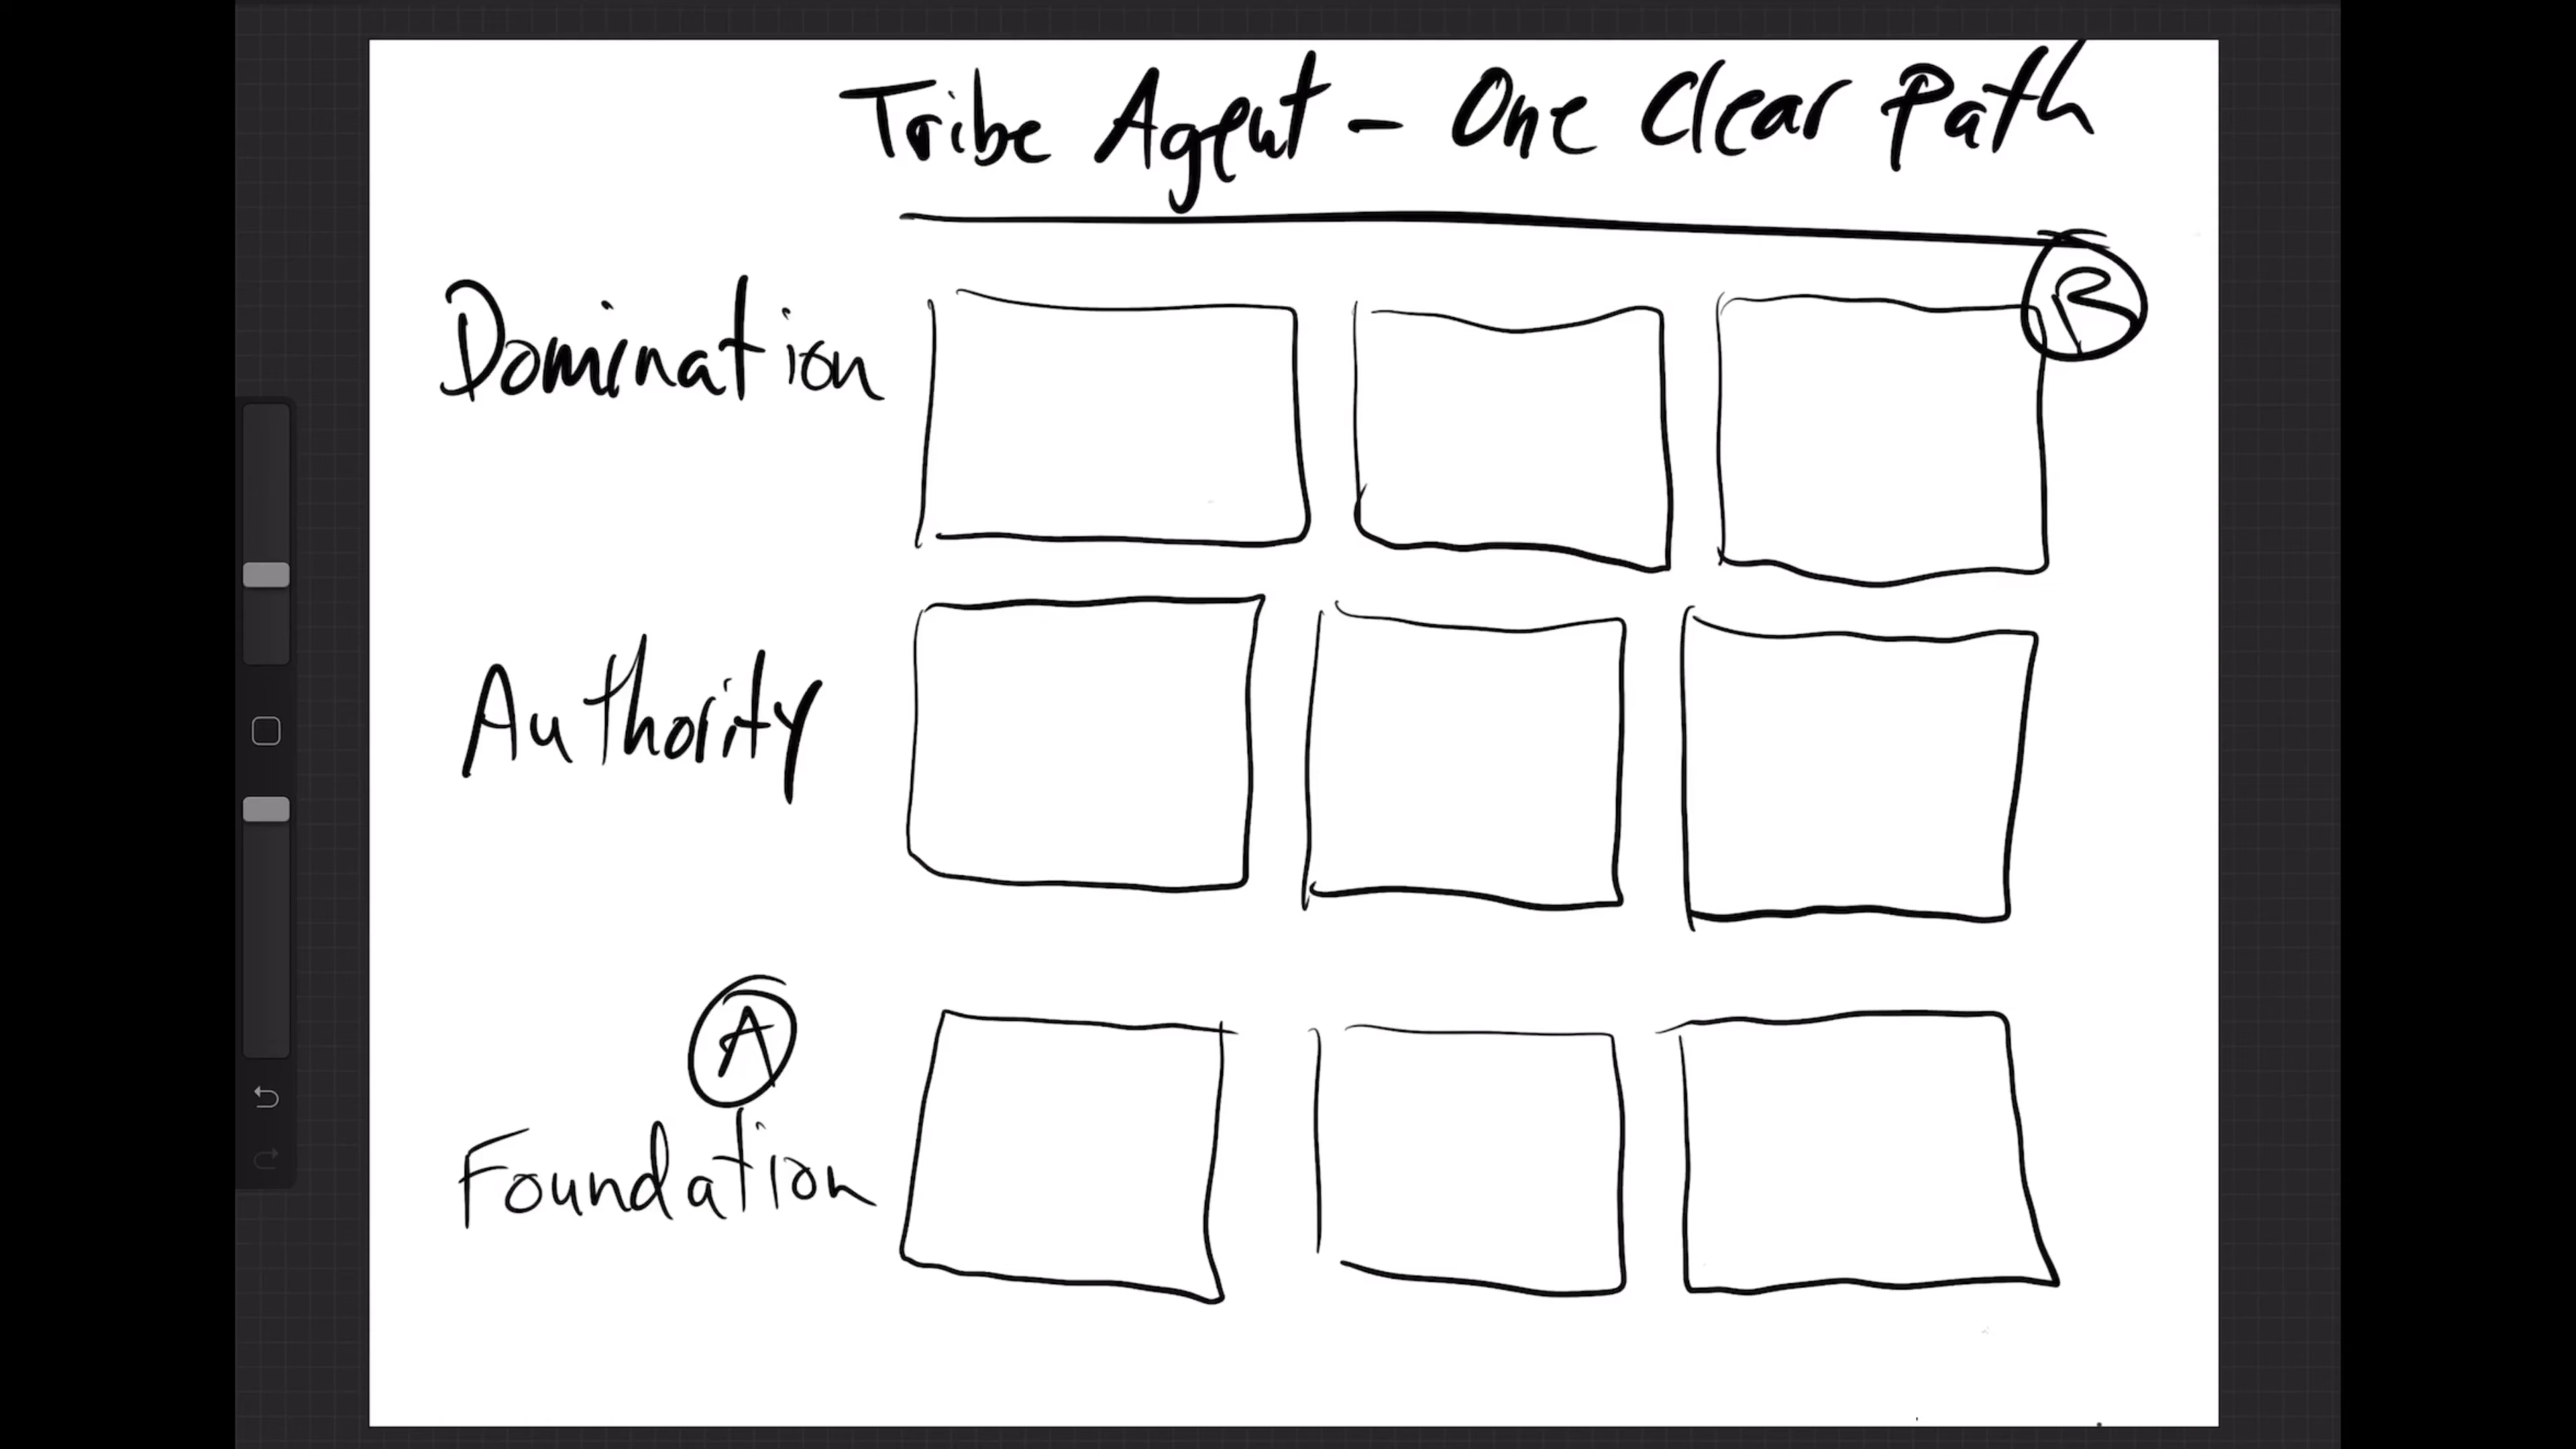 Tribe Agent - One Clear Path
B
Domination
Authority
A
Foundation